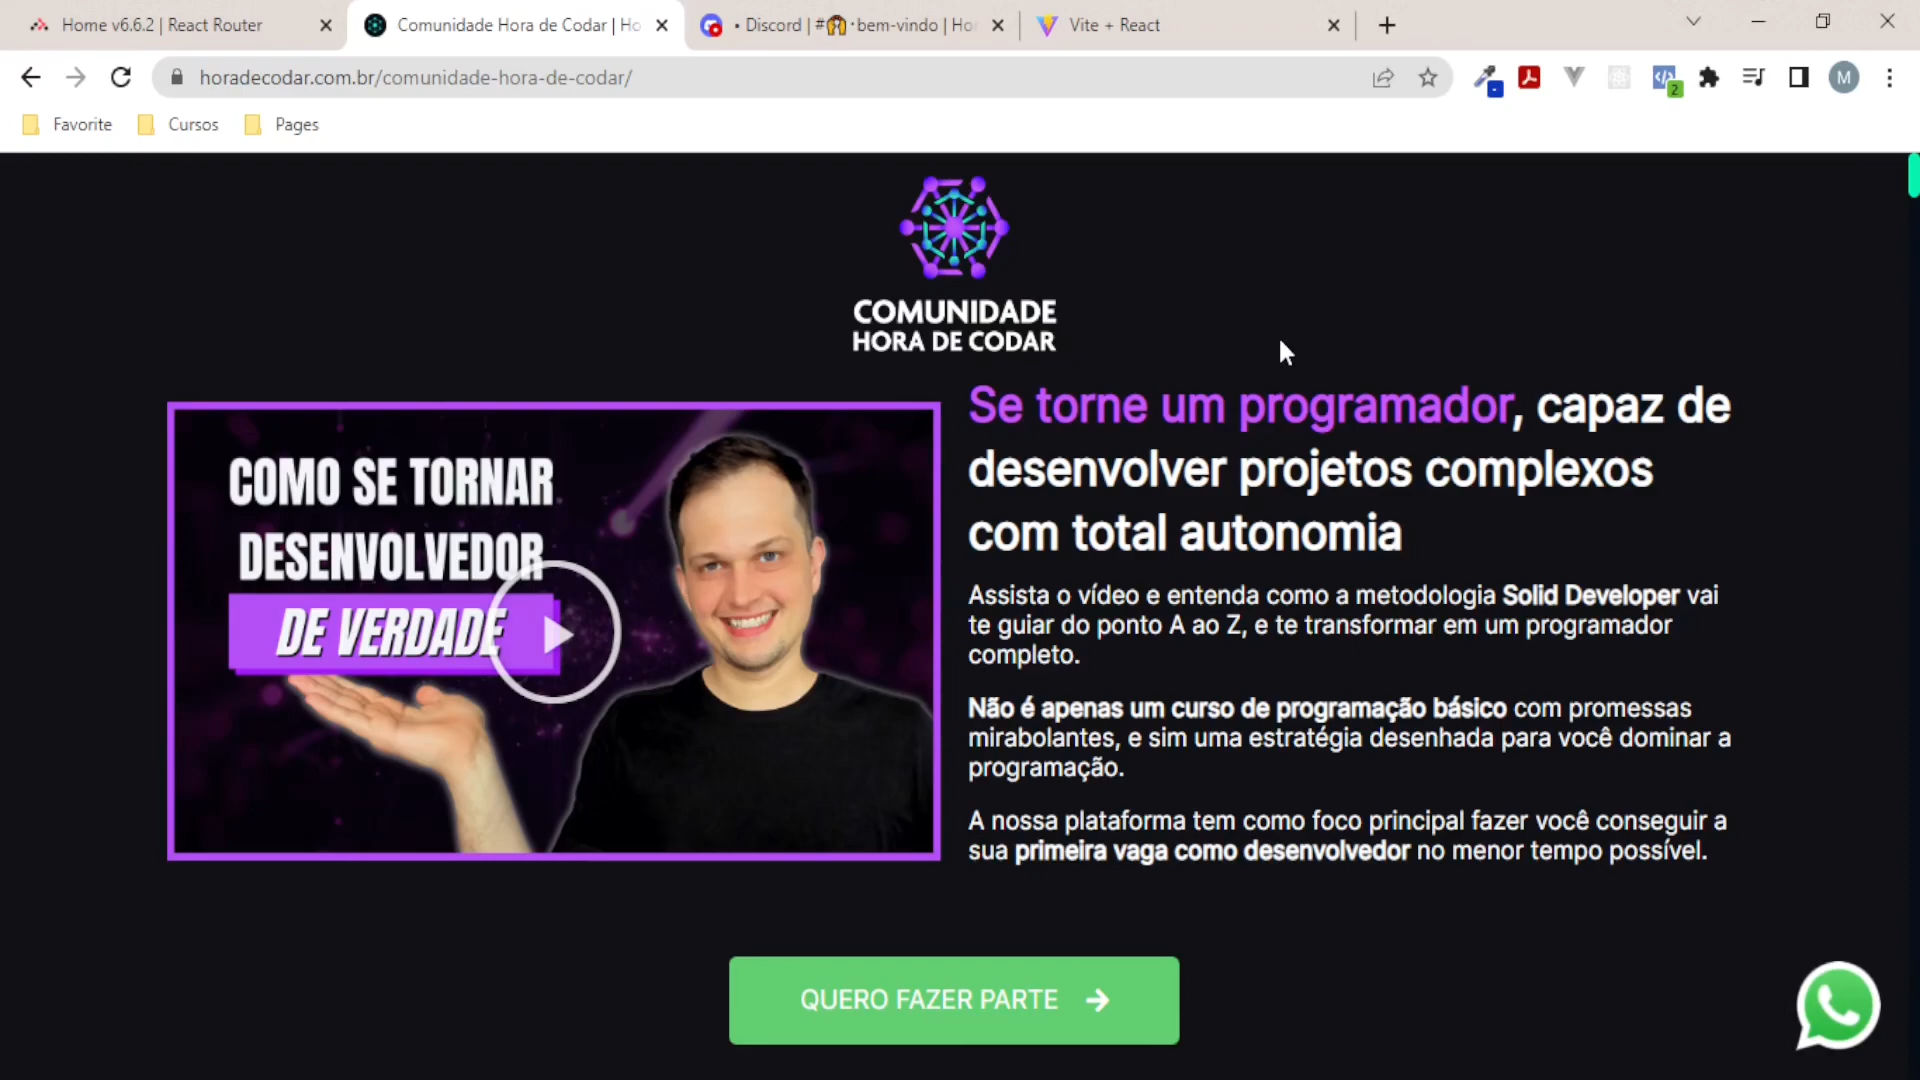 Home v6.6.2 | React Router
Comunidade Hora de Codar | Ho
• Discord | #🙌・bem-vindo | Hor
Vite + React
horadecodar.com.br/comunidade-hora-de-codar/
2
M
Favorite
Cursos
Pages
COMUNIDADE
HORA DE CODAR
COMO SE TORNAR
DESENVOLVEDOR
DE VERDADE
Se torne um programador, capaz de
desenvolver projetos complexos
com total autonomia
Assista o vídeo e entenda como a metodologia Solid Developer vai
te guiar do ponto A ao Z, e te transformar em um programador
completo.
Não é apenas um curso de programação básico com promessas
mirabolantes, e sim uma estratégia desenhada para você dominar a
programação.
A nossa plataforma tem como foco principal fazer você conseguir a
sua primeira vaga como desenvolvedor no menor tempo possível.
QUERO FAZER PARTE